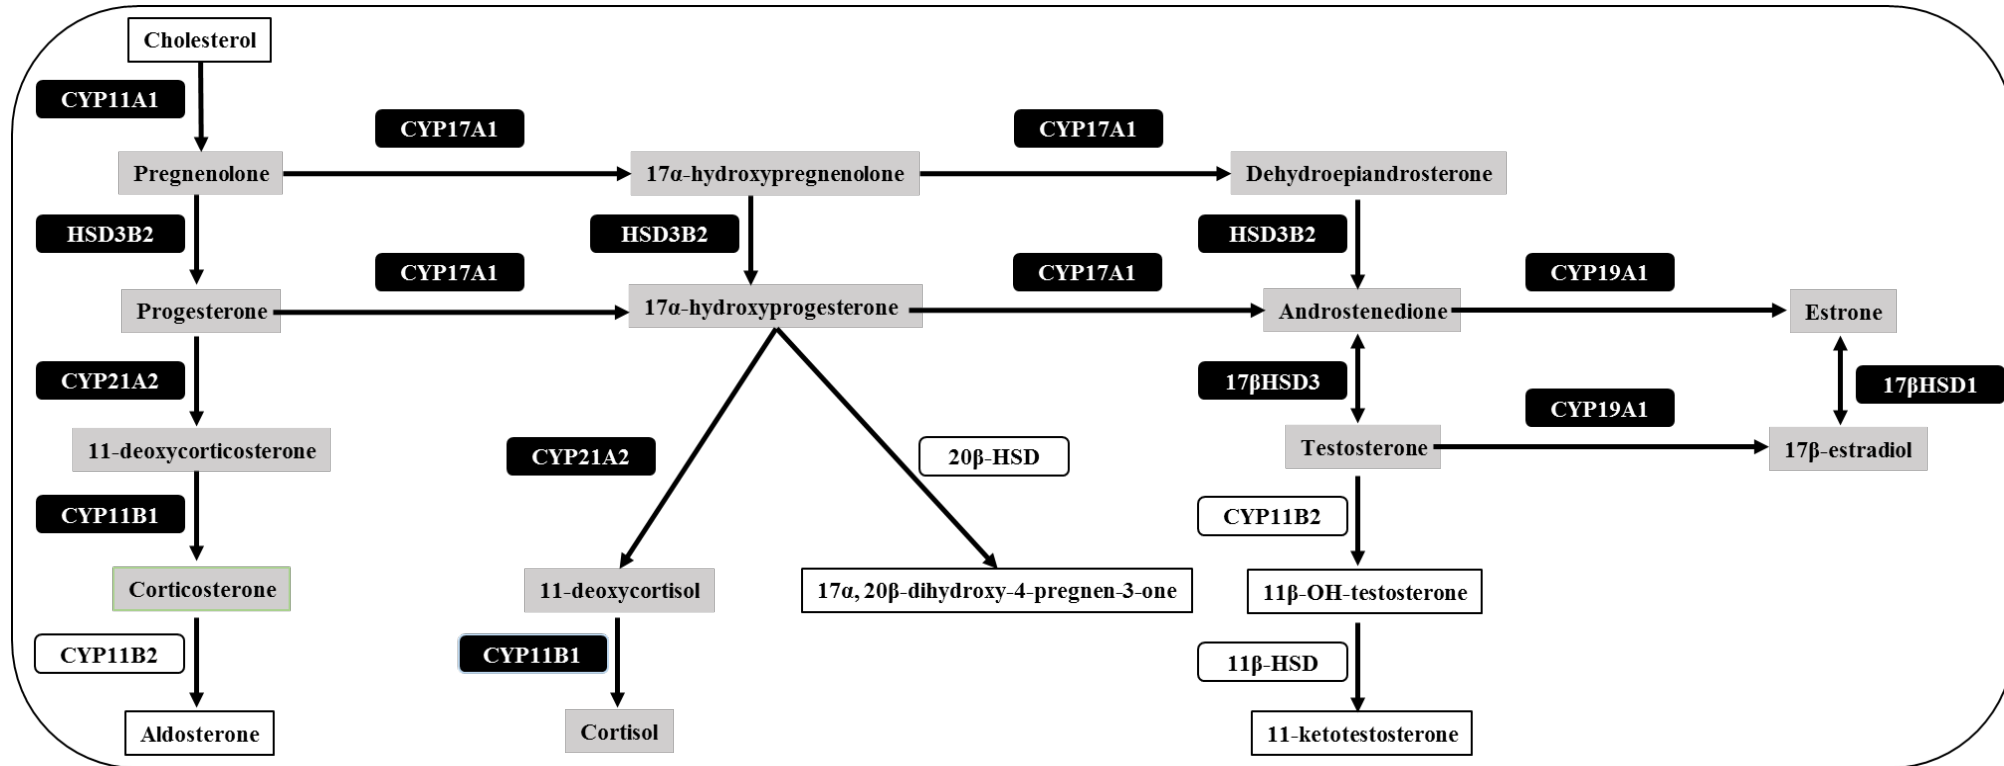 Cholesterol
CYP11A1
CYP17A1
CYP17A1
Pregnenolone
17α-hydroxypregnenolone
Dehydroepiandrosterone
HSD3B2
HSD3B2
HSD3B2
CYP17A1
CYP17A1
CYP19A1
Progesterone
17α-hydroxyprogesterone
Androstenedione
Estrone
CYP21A2
17βHSD3
17βHSD1
CYP19A1
11-deoxycorticosterone
CYP21A2
20β-HSD
Testosterone
17β-estradiol
CYP11B1
CYP11B2
Corticosterone
11-deoxycortisol
17α, 20β-dihydroxy-4-pregnen-3-one
11β-OH-testosterone
CYP11B2
CYP11B1
11β-HSD
Aldosterone
Cortisol
11-ketotestosterone